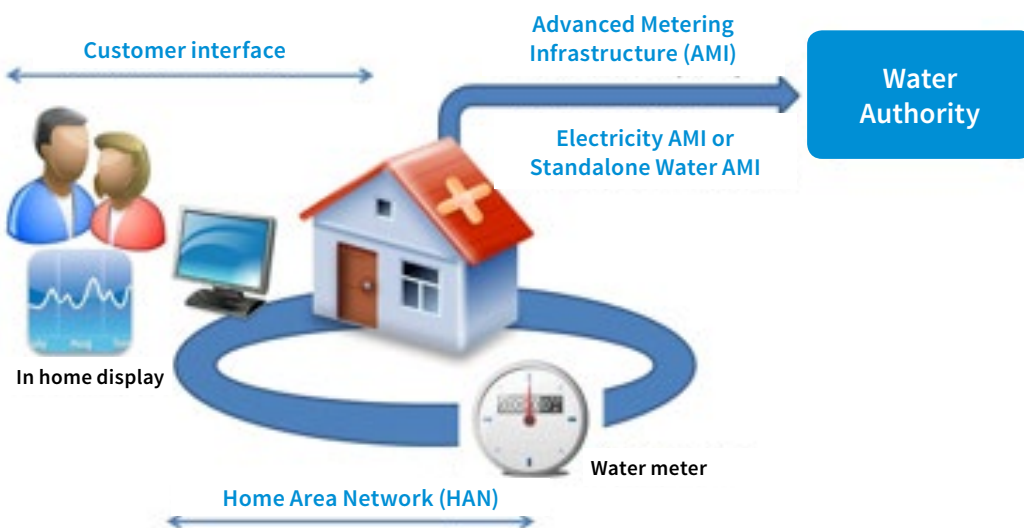 Customer interface
Advanced Metering
Infrastructure (AMI)
Water
Authority
Electricity AMI or
Standalone Water AMI
Aug
In home display
Water meter
Home Area Network (HAN)